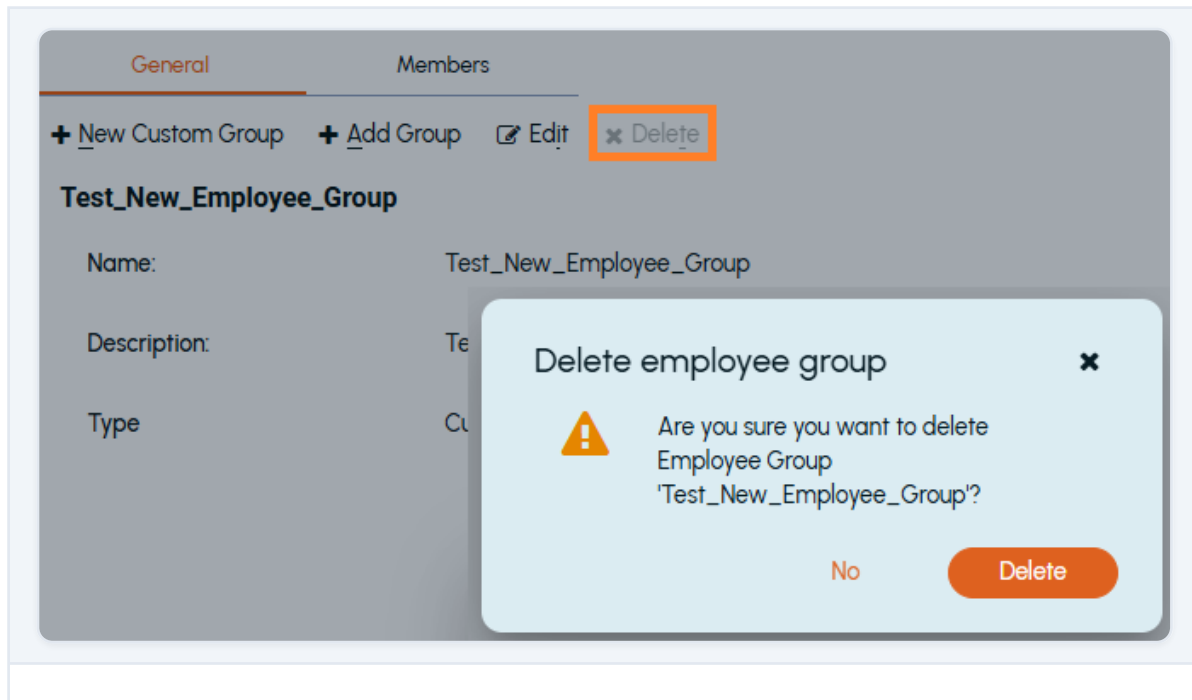 General Members
New Custom Group Add Group Edit Delete
Test_New_Employee_Group
Name: Test_New_Employee_Group
Description:
Type
Delete employee group
Are you sure you want to delete
Employee Group
'Test_New_Employee_Group'?
No Delete